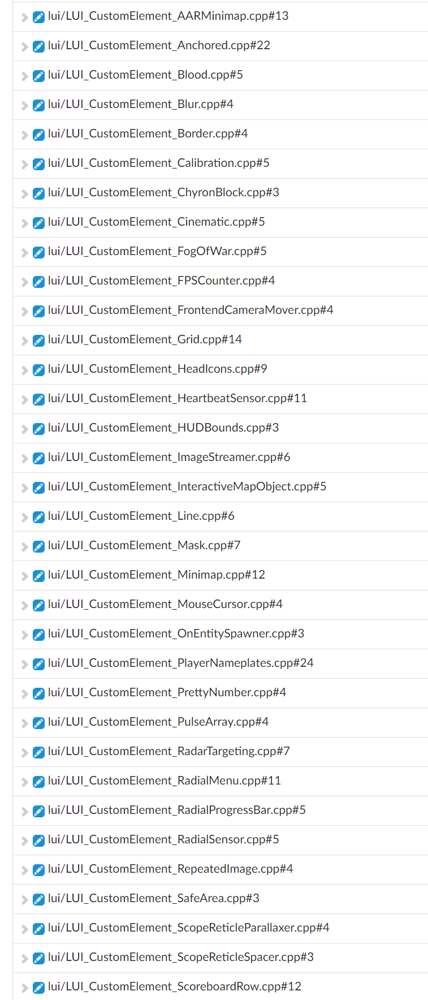 lui/LUI_CustomElement_AARMinimap.cpp#13
lui/LUI_CustomElement_Anchored.cpp#22
lui/LUI_CustomElement_Blood.cpp#5
lui/LUI_CustomElement_Blur.cpp#4
lui/LUI_CustomElement_Border.cpp#4
lui/LUI_CustomElement_Calibration.cpp#5
lui/LUI_CustomElement_ChyronBlock.cpp#3
lui/LUI_CustomElement_Cinematic.cpp#5
lui/LUI_CustomElement_FogOfWar.cpp#5
lui/LUI_CustomElement_FPSCounter.cpp#4
lui/LUI_CustomElement_FrontendCameraMover.cpp#4
lui/LUI_CustomElement_Grid.cpp#14
lui/LUI_CustomElement_HeadIcons.cpp#9
lui/LUI_CustomElement_HeartbeatSensor.cpp#11
lui/LUI_CustomElement_HUDBounds.cpp#3
lui/LUI_CustomElement_ImageStreamer.cpp#6
lui/LUI_CustomElement_InteractiveMapObject.cpp#5
lui/LUI_CustomElement_Line.cpp#6
lui/LUI_CustomElement_Mask.cpp#7
lui/LUI_CustomElement_Minimap.cpp#12
lui/LUI_CustomElement_MouseCursor.cpp#4
lui/LUI_CustomElement_OnEntitySpawner.cpp#3
lui/LUI_CustomElement_PlayerNameplates.cpp#24
lui/LUI_CustomElement_PrettyNumber.cpp#4
lui/LUI_CustomElement_PulseArray.cpp#4
lui/LUI_CustomElement_RadarTargeting.cpp#7
lui/LUI_CustomElement_RadialMenu.cpp#11
lui/LUI_CustomElement_RadialProgressBar.cpp#5
lui/LUI_CustomElement_RadialSensor.cpp#5
lui/LUI_CustomElement_RepeatedImage.cpp#4
lui/LUI_CustomElement_SafeArea.cpp#3
lui/LUI_CustomElement_ScopeReticleParallaxer.cpp#4
lui/LUI_CustomElement_ScopeReticleSpacer.cpp#3
lui/LUI_CustomElement_ScoreboardRow.cpp#12